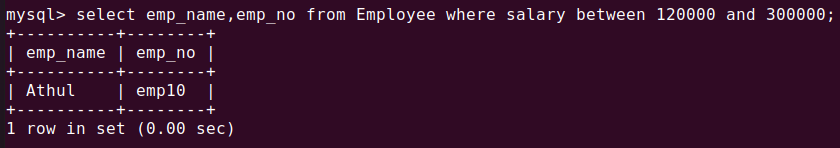 mysql> select emp_name,emp_no from Employee where salary between 120000 and 300000;
+----------+--------+
| emp_name | emp_no |
+----------+--------+
| Athul    | emp10  |
+----------+--------+
1 row in set (0.00 sec)